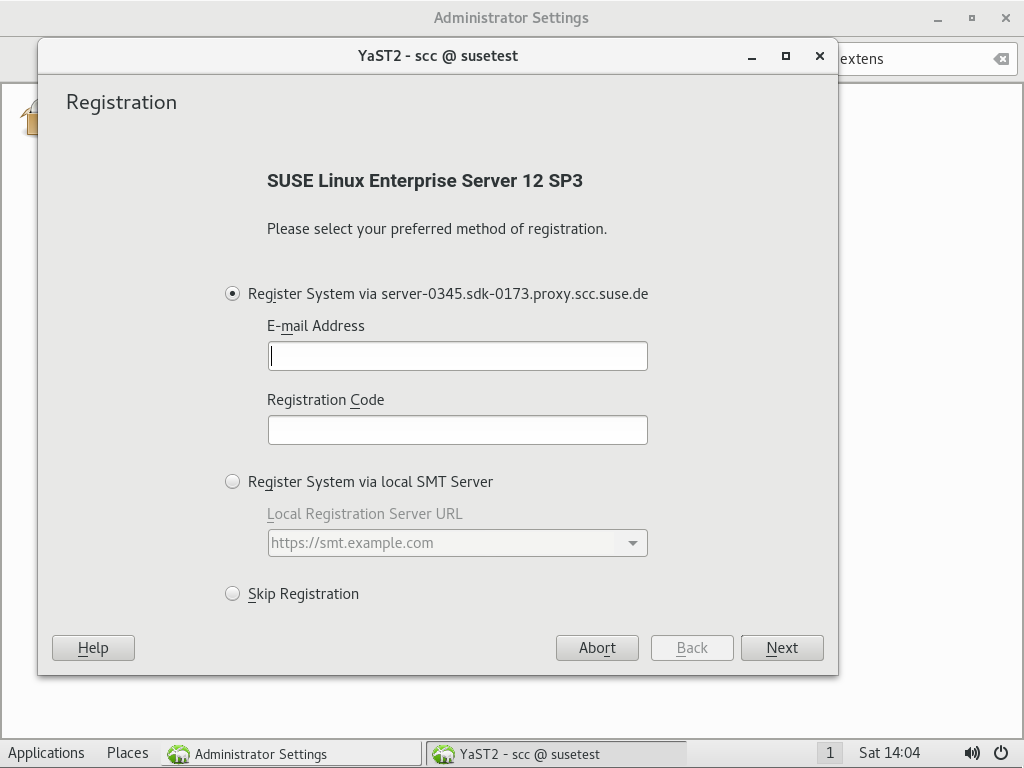 Administrator Settings
extens
YaST2 - scc @ susetest
Registration
SUSE Linux Enterprise Server 12 SP3
Please select your preferred method of registration.
Register System via server-0345.sdk-0173.proxy.scc.suse.de
E-mail Address
Registration Code
Register System via local SMT Server
Local Registration Server URL
https://smt.example.com
Skip Registration
Help
Abort
Back
Next
Applications
Places
Administrator Settings
YaST2 - scc @ susetest
1
Sat 14:04